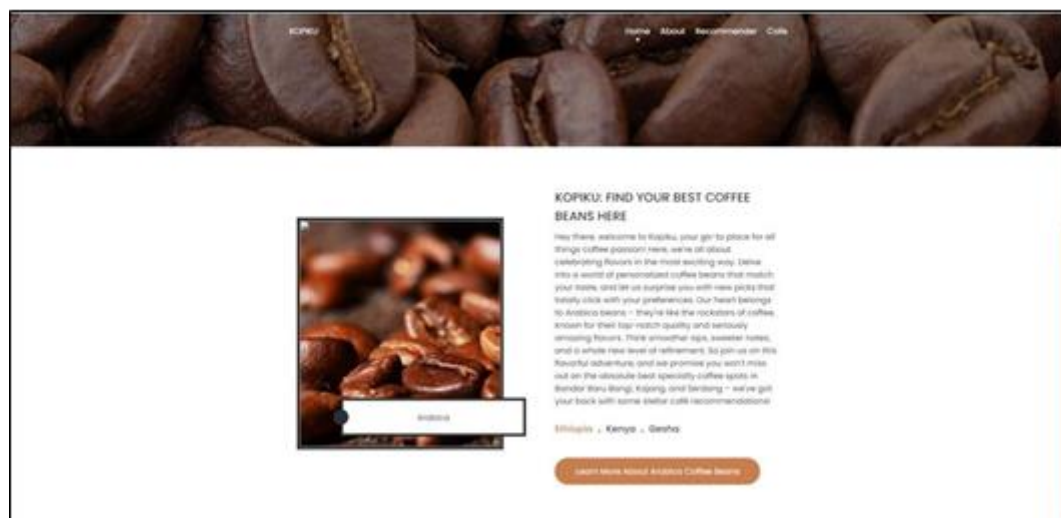 KOPIKU
Home About Recommender Cafe
KOPIKU: FIND YOUR BEST COFFEE
BEANS HERE
Hey there, welcome to Kopiku, your go-to place for all
things coffee passion! Here, we're all about
celebrating flavors in the most exciting way. Delve
into a world of personalized coffee beans that match
your taste, and let us surprise you with new picks that
totally click with your preferences. Our heart belongs
to Arabica beans – they're like the rockstars of coffee,
known for their top-notch quality and seriously
amazing flavors. Think smoother sips, sweeter notes,
and a whole new level of refinement. So join us on this
flavorful adventure, and we promise you won't miss
out on the absolute best specialty coffee spots in
Bandar Baru Bangi, Kajang, and Serdang – we've got
your back with some stellar café recommendations!
Arabica
Ethiopia , Kenya , Gesha
Learn More About Arabica Coffee Beans